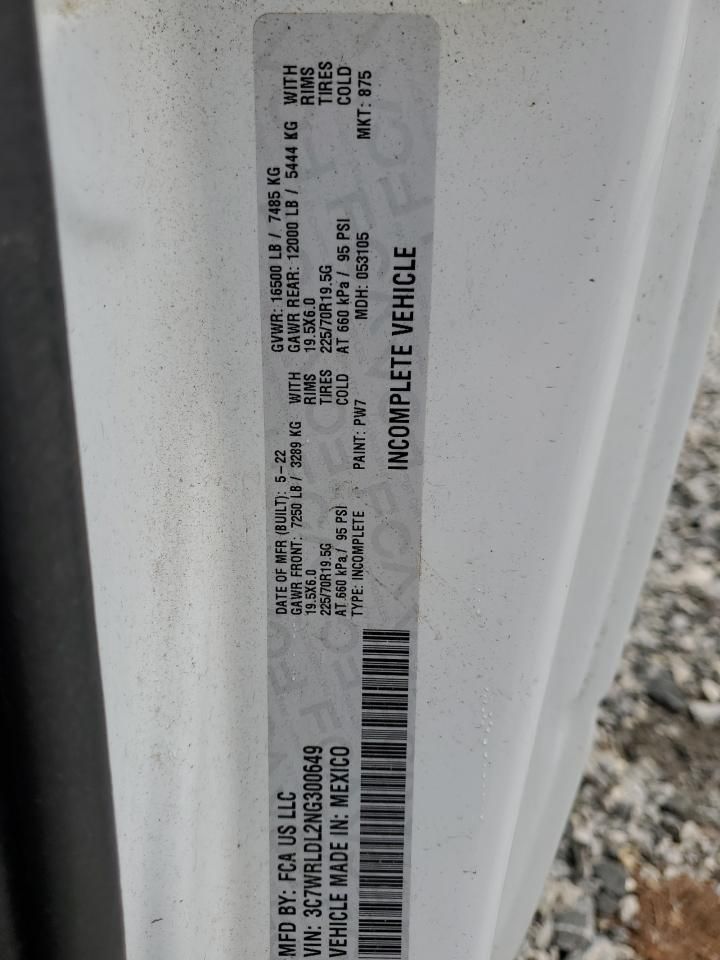 MFD BY: FCA US LLC
VIN: 3C7WRLDL2NG300649
VEHICLE MADE IN: MEXICO
DATE OF MFR (BUILT): 5-22 GVWR: 16500 LB / 7485 KG
GAWR FRONT: 7250 LB / 3289 KG WITH GAWR REAR: 12000 LB / 5444 KG WITH
19.5X6.0 RIMS 19.5X6.0 RIMS
225/70R19.5G TIRES 225/70R19.5G TIRES
AT 660 kPa / 95 PSI COLD AT 660 kPa / 95 PSI COLD
TYPE: INCOMPLETE PAINT: PW7 MDH: 053105 MKT: 875
INCOMPLETE VEHICLE